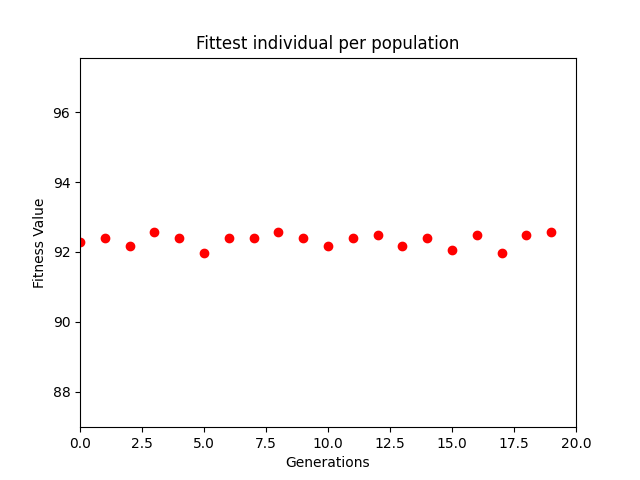 Fittest individual per population
96
94
92
90
88
Fitness Value
0.0 2.5 5.0 7.5 10.0 12.5 15.0 17.5 20.0
Generations